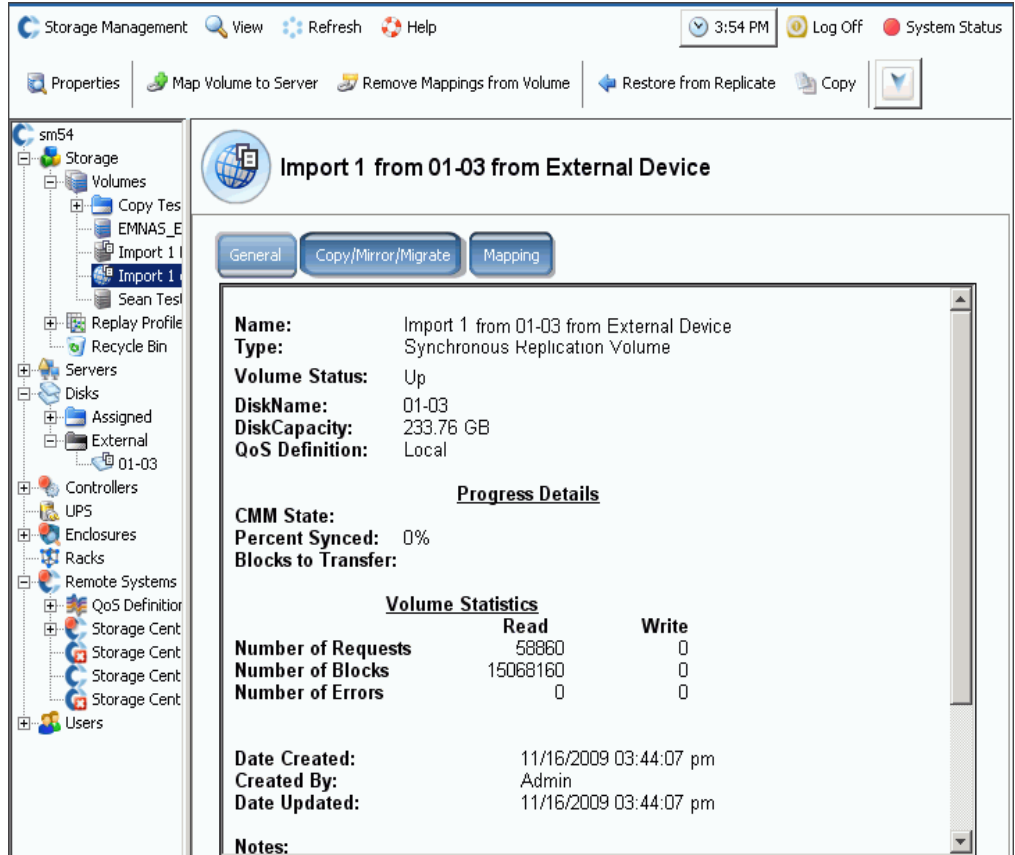 Storage Management View Refresh Help 3:54 PM Log Off System Status
Properties Map Volume to Server Remove Mappings from Volume Restore from Replicate Copy
sm54
Storage
Volumes
Copy Tes
EMNAS_E
Import 1
Import 1
Sean Tes
Replay Profile
Recycle Bin
Servers
Disks
Assigned
External
01-03
Controllers
UPS
Enclosures
Racks
Remote Systems
QoS Definition
Storage Cent
Storage Cent
Storage Cent
Storage Cent
Users
Import 1 from 01-03 from External Device
General Copy/Mirror/Migrate Mapping
Name: Import 1 from 01-03 from External Device
Type: Synchronous Replication Volume
Volume Status: Up
DiskName: 01-03
DiskCapacity: 233.76 GB
QoS Definition: Local
Progress Details
CMM State:
Percent Synced: 0%
Blocks to Transfer:
Volume Statistics
Read Write
Number of Requests 58860 0
Number of Blocks 15068160 0
Number of Errors 0 0
Date Created: 11/16/2009 03:44:07 pm
Created By: Admin
Date Updated: 11/16/2009 03:44:07 pm
Notes: